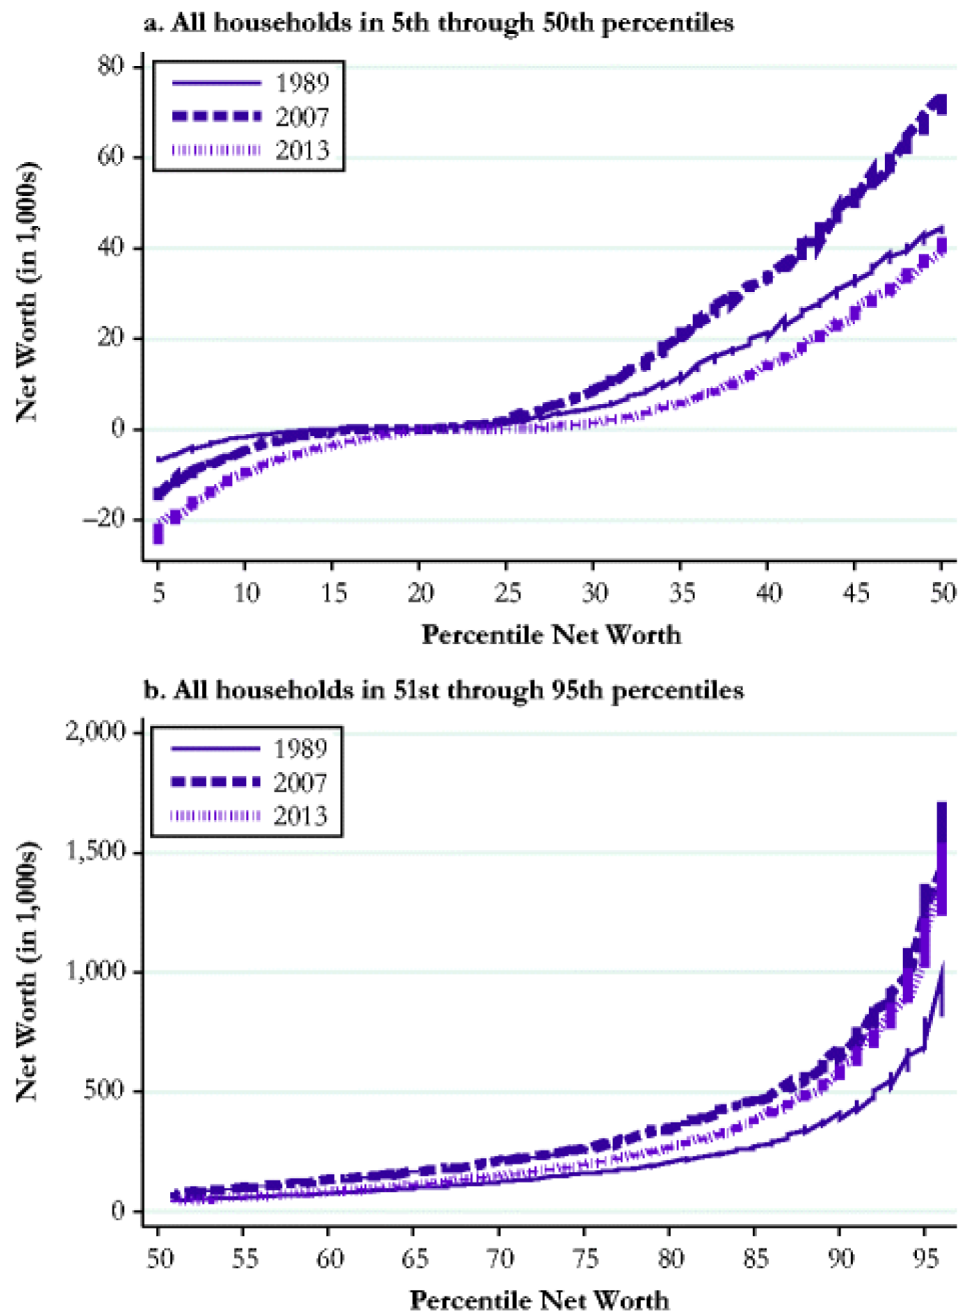 a. All households in 5th through 50th percentiles
80
60
40
20
0
–20
Net Worth (in 1,000s)
1989
2007
2013
5 10 15 20 25 30 35 40 45 50
Percentile Net Worth
b. All households in 51st through 95th percentiles
2,000
1,500
1,000
500
0
Net Worth (in 1,000s)
1989
2007
2013
50 55 60 65 70 75 80 85 90 95
Percentile Net Worth